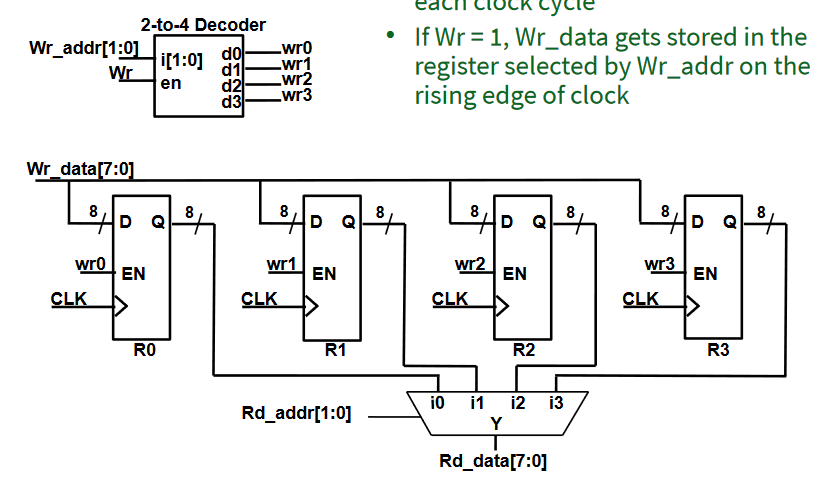 each clock cycle
• If Wr = 1, Wr_data gets stored in the
register selected by Wr_addr on the
rising edge of clock
2-to-4 Decoder
Wr_addr[1:0] i[1:0] d0 wr0
d1 wr1
Wr en d2 wr2
d3 wr3
Wr_data[7:0]
8 D Q 8 8 D Q 8 8 D Q 8 8 D Q 8
wr0 EN wr1 EN wr2 EN wr3 EN
CLK CLK CLK CLK
R0 R1 R2 R3
i0 i1 i2 i3
Rd_addr[1:0]
Y
Rd_data[7:0]